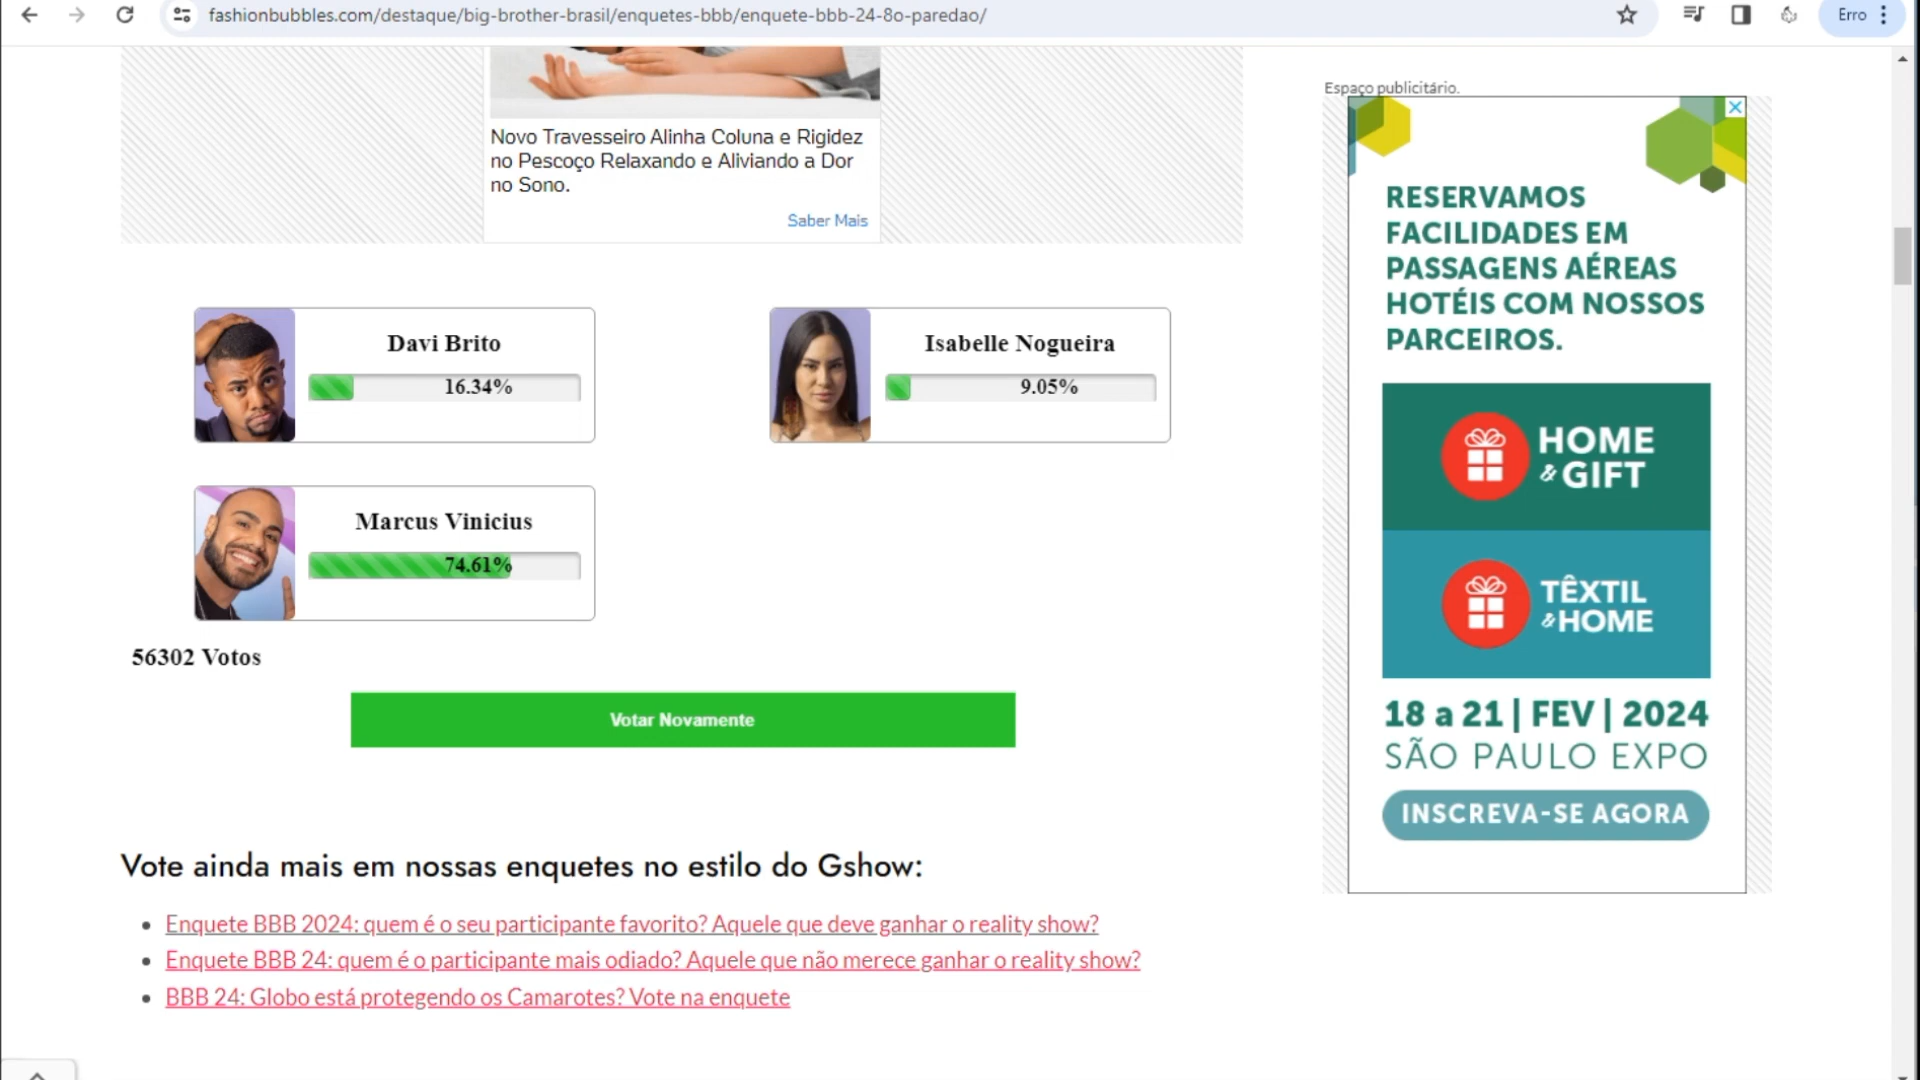 fashionbubbles.com/destaque/big-brother-brasil/enquetes-bbb/enquete-bbb-24-8o-paredao/
Erro
Novo Travesseiro Alinha Coluna e Rigidez
no Pescoço Relaxando e Aliviando a Dor
no Sono.
Saber Mais
Davi Brito
16.34%
Isabelle Nogueira
9.05%
Marcus Vinicius
74.61%
56302 Votos
Votar Novamente
Vote ainda mais em nossas enquetes no estilo do Gshow:
Enquete BBB 2024: quem é o seu participante favorito? Aquele que deve ganhar o reality show?
Enquete BBB 24: quem é o participante mais odiado? Aquele que não merece ganhar o reality show?
BBB 24: Globo está protegendo os Camarotes? Vote na enquete
Espaço publicitário.
RESERVAMOS
FACILIDADES EM
PASSAGENS AÉREAS
HOTÉIS COM NOSSOS
PARCEIROS.
HOME
& GIFT
TÊXTIL
& HOME
18 a 21 | FEV | 2024
SÃO PAULO EXPO
INSCREVA-SE AGORA